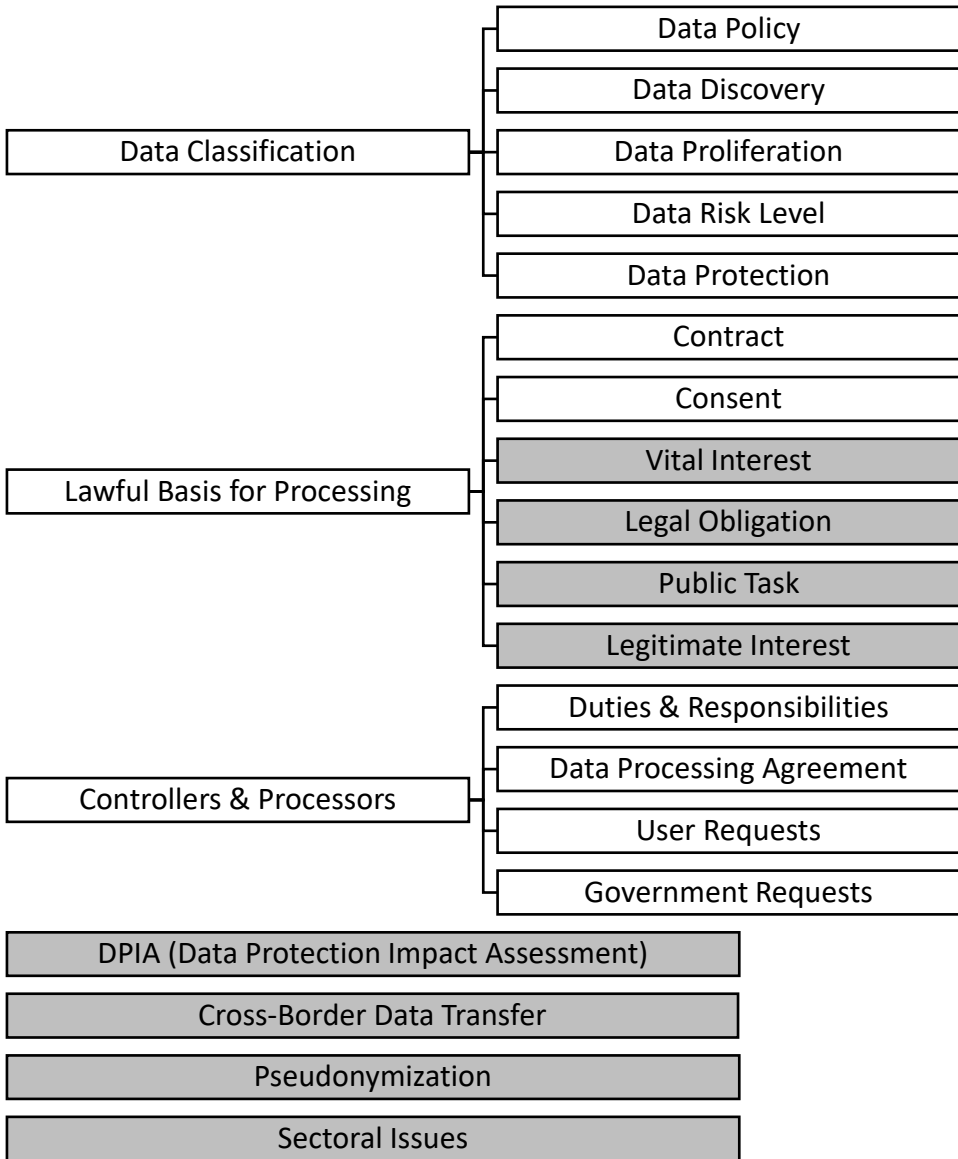 Data Policy
Data Discovery
Data Classification
Data Proliferation
Data Risk Level
Data Protection
Contract
Consent
Vital Interest
Lawful Basis for Processing
Legal Obligation
Public Task
Legitimate Interest
Duties & Responsibilities
Data Processing Agreement
Controllers & Processors
User Requests
Government Requests
DPIA (Data Protection Impact Assessment)
Cross-Border Data Transfer
Pseudonymization
Sectoral Issues